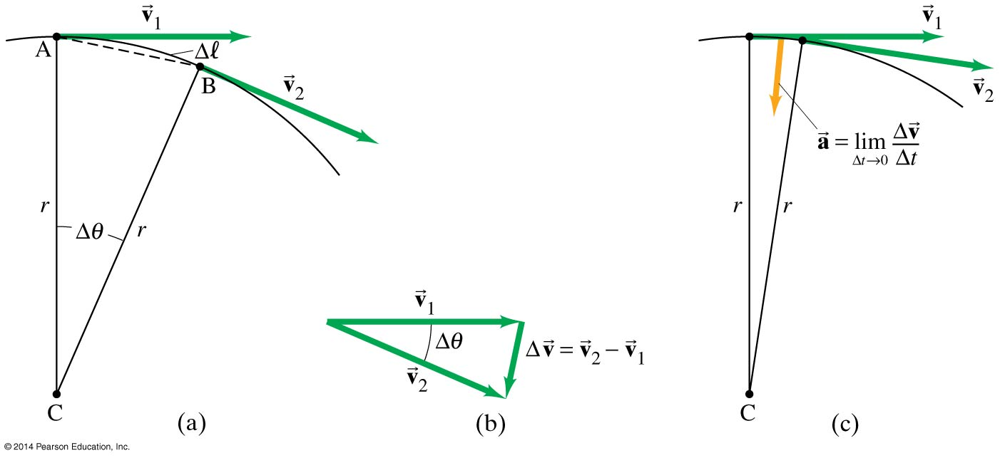 v⃗₁
A
Δℓ
B
v⃗₂
r
Δθ
r
C
(a)
v⃗₁
Δθ
v⃗₂
Δv⃗ = v⃗₂ − v⃗₁
(b)
v⃗₁
v⃗₂
a⃗ = lim Δv⃗/Δt
Δt→0
r
r
C
(c)
© 2014 Pearson Education, Inc.